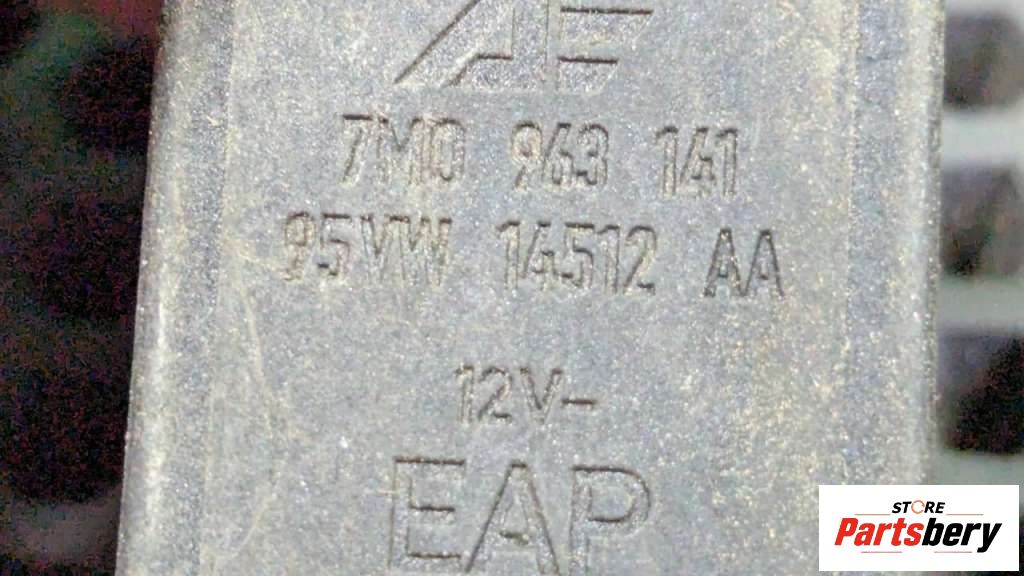 7M0 963 141
95VW 14512 AA
12V-
EAP
STORE
Partsbery